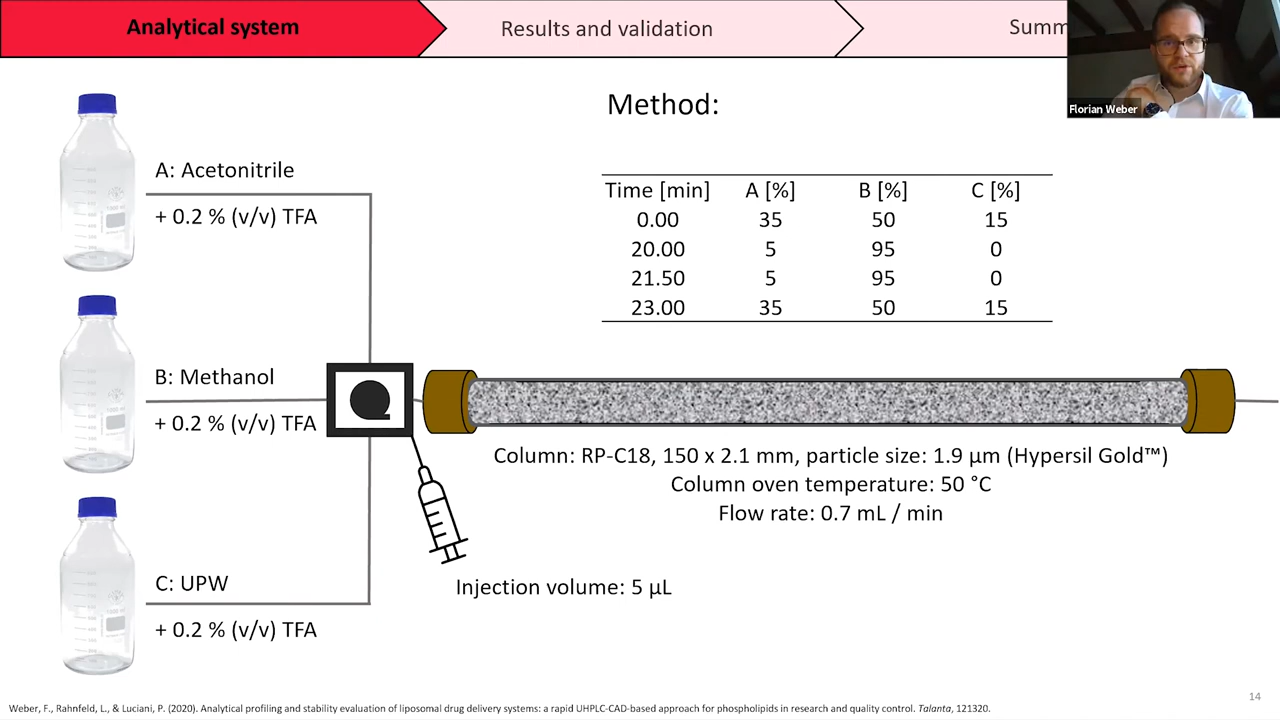 Analytical system
Results and validation
Summ
Florian Weber
Method:
A: Acetonitrile
+ 0.2 % (v/v) TFA
Time [min] A [%] B [%] C [%]
0.00 35 50 15
20.00 5 95 0
21.50 5 95 0
23.00 35 50 15
B: Methanol
+ 0.2 % (v/v) TFA
Column: RP-C18, 150 x 2.1 mm, particle size: 1.9 µm (Hypersil Gold™)
Column oven temperature: 50 °C
Flow rate: 0.7 mL / min
Injection volume: 5 µL
C: UPW
+ 0.2 % (v/v) TFA
14
Weber, F., Rahnfeld, L., & Luciani, P. (2020). Analytical profiling and stability evaluation of liposomal drug delivery systems: a rapid UHPLC-CAD-based approach for phospholipids in research and quality control. Talanta, 121320.